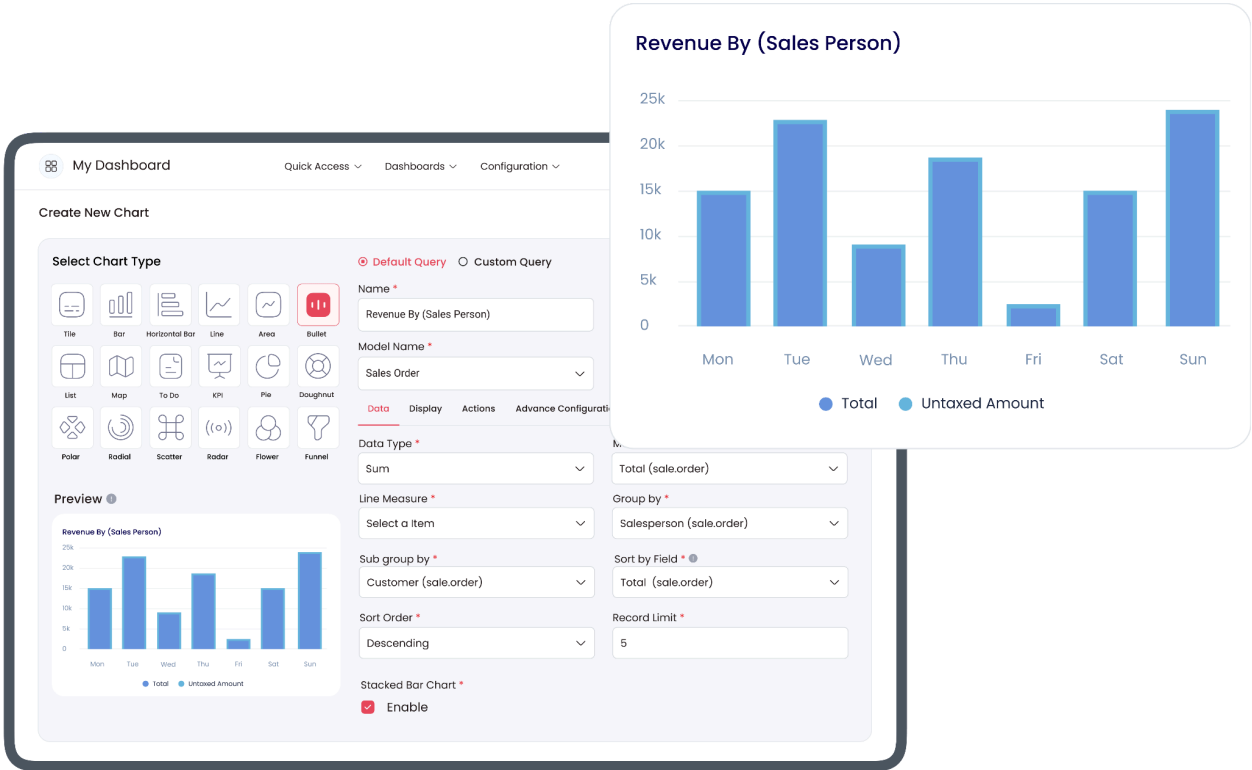 Revenue By (Sales Person)
25k
20k
15k
10k
5k
0
Mon Tue Wed Thu Fri Sat Sun
Total Untaxed Amount
My Dashboard
Quick Access Dashboards Configuration
Create New Chart
Select Chart Type
Tile Bar Horizontal Bar Line Area Bullet
List Map To Do KPI Pie Doughnut
Polar Radial Scatter Radar Flower Funnel
Preview
Revenue By (Sales Person)
25k
20k
15k
10k
5k
0
Mon Tue Wed Thu Fri Sat Sun
Total Untaxed Amount
Default Query Custom Query
Name *
Revenue By (Sales Person)
Model Name *
Sales Order
Data Display Actions Advance Configurati
Data Type *
Sum Total (sale.order)
Line Measure * Group by *
Select a Item Salesperson (sale.order)
Sub group by * Sort by Field *
Customer (sale.order) Total (sale.order)
Sort Order * Record Limit *
Descending 5
Stacked Bar Chart *
Enable